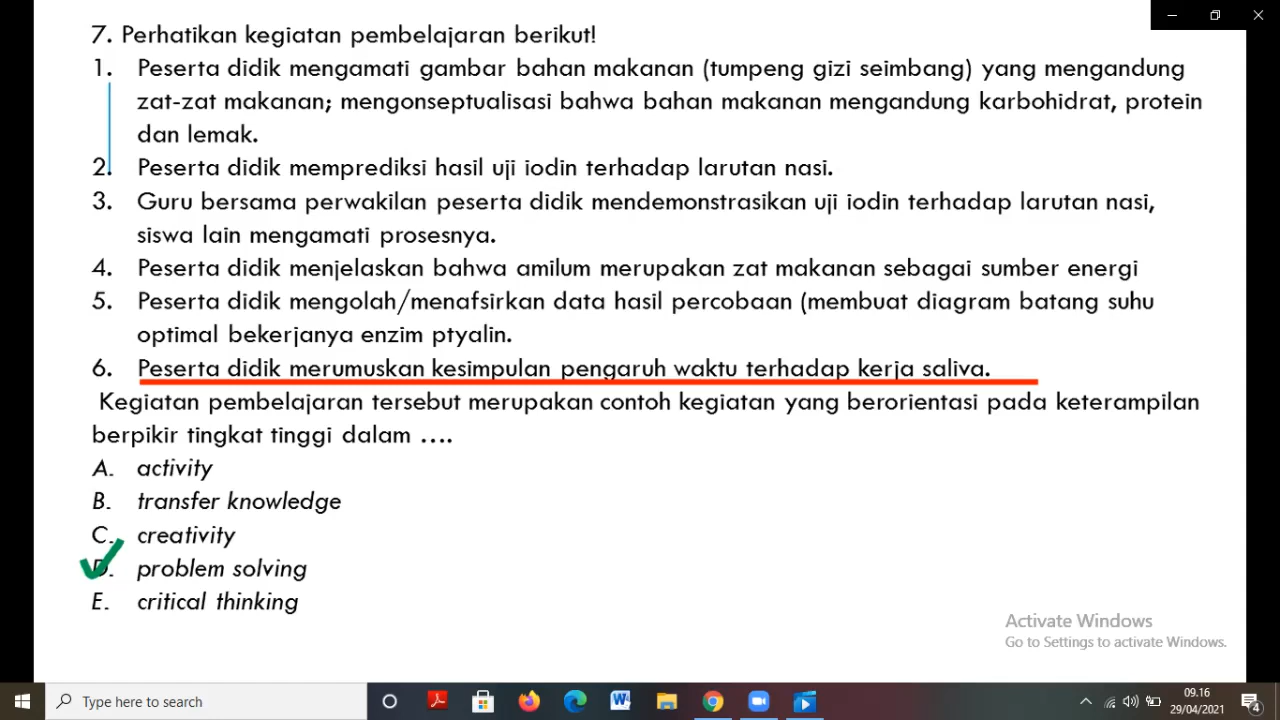 7. Perhatikan kegiatan pembelajaran berikut!
1. Peserta didik mengamati gambar bahan makanan (tumpeng gizi seimbang) yang mengandung
zat-zat makanan; mengonseptualisasi bahwa bahan makanan mengandung karbohidrat, protein
dan lemak.
2. Peserta didik memprediksi hasil uji iodin terhadap larutan nasi.
3. Guru bersama perwakilan peserta didik mendemonstrasikan uji iodin terhadap larutan nasi,
siswa lain mengamati prosesnya.
4. Peserta didik menjelaskan bahwa amilum merupakan zat makanan sebagai sumber energi
5. Peserta didik mengolah/menafsirkan data hasil percobaan (membuat diagram batang suhu
optimal bekerjanya enzim ptyalin.
6. Peserta didik merumuskan kesimpulan pengaruh waktu terhadap kerja saliva.
Kegiatan pembelajaran tersebut merupakan contoh kegiatan yang berorientasi pada keterampilan
berpikir tingkat tinggi dalam ....
A. activity
B. transfer knowledge
C. creativity
D. problem solving
E. critical thinking
Activate Windows
Go to Settings to activate Windows.
Type here to search
09.16
29/04/2021
4